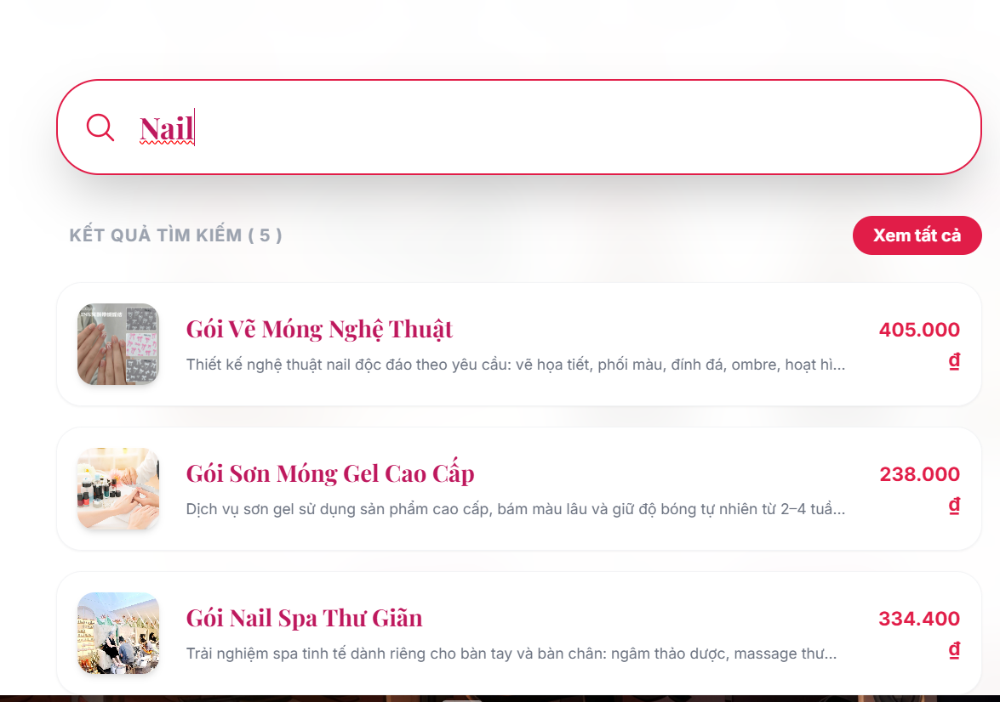 Nail
KẾT QUẢ TÌM KIẾM ( 5 )
Xem tất cả
Gói Vẽ Móng Nghệ Thuật
Thiết kế nghệ thuật nail độc đáo theo yêu cầu: vẽ họa tiết, phối màu, đính đá, ombre, hoạt hì...
405.000
₫
Gói Sơn Móng Gel Cao Cấp
Dịch vụ sơn gel sử dụng sản phẩm cao cấp, bám màu lâu và giữ độ bóng tự nhiên từ 2–4 tuầ...
238.000
₫
Gói Nail Spa Thư Giãn
Trải nghiệm spa tinh tế dành riêng cho bàn tay và bàn chân: ngâm thảo dược, massage thư...
334.400
₫